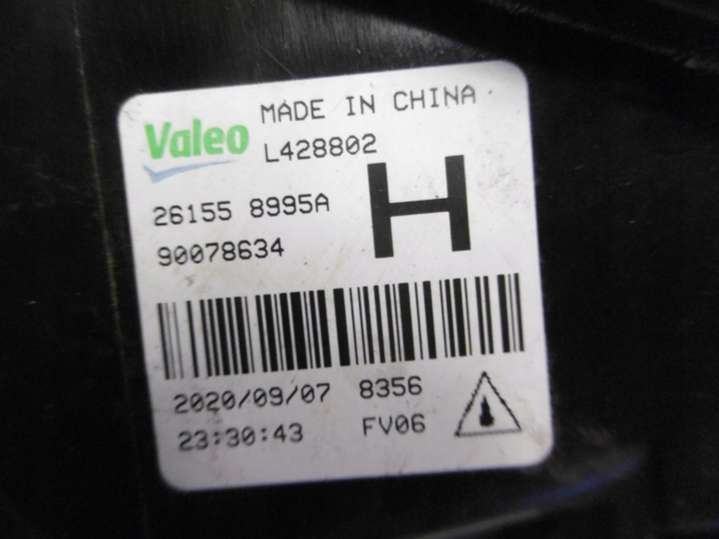 MADE IN CHINA
Valeo
L428802
26155 8995A
90078634
H
2020/09/07 8356
23:30:43 FV06